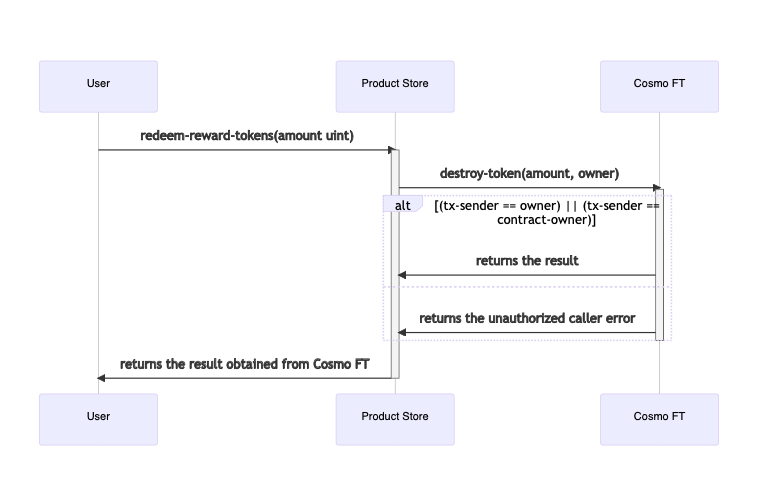 User
Product Store
Cosmo FT
redeem-reward-tokens(amount uint)
destroy-token(amount, owner)
alt
[(tx-sender == owner) || (tx-sender ==
contract-owner)]
returns the result
returns the unauthorized caller error
returns the result obtained from Cosmo FT
User
Product Store
Cosmo FT